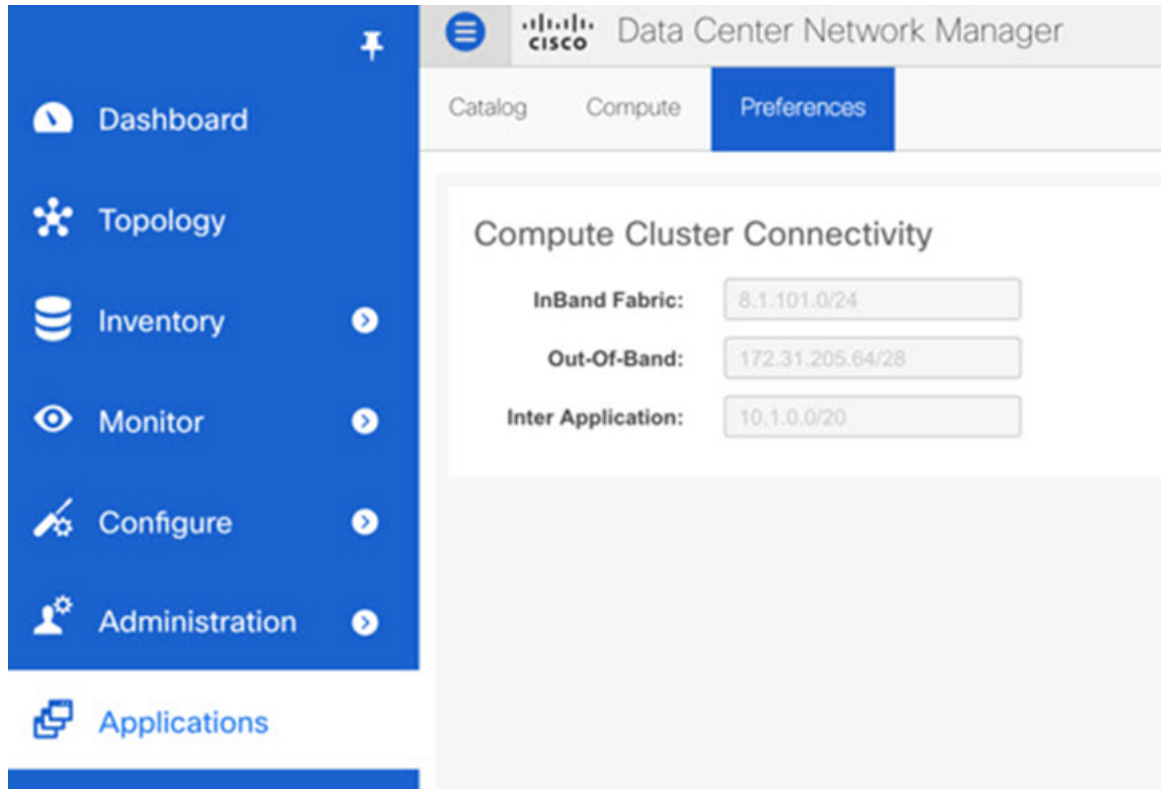 CISCO Data Center Network Manager
Catalog Compute Preferences
Dashboard
Topology
Inventory
Monitor
Configure
Administration
Applications
Compute Cluster Connectivity
InBand Fabric: 8.1.101.0/24
Out-Of-Band: 172.31.205.64/28
Inter Application: 10.1.0.0/20